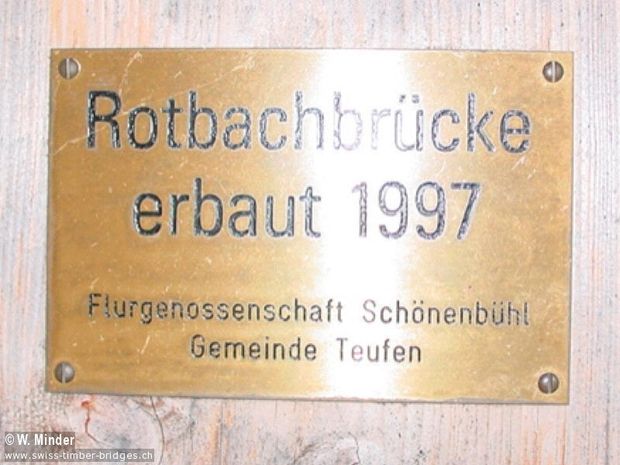 Rotbachbrücke
erbaut 1997
Flurgenossenschaft Schönenbühl
Gemeinde Teufen
©W. Minder
www.swiss-timber-bridges.ch